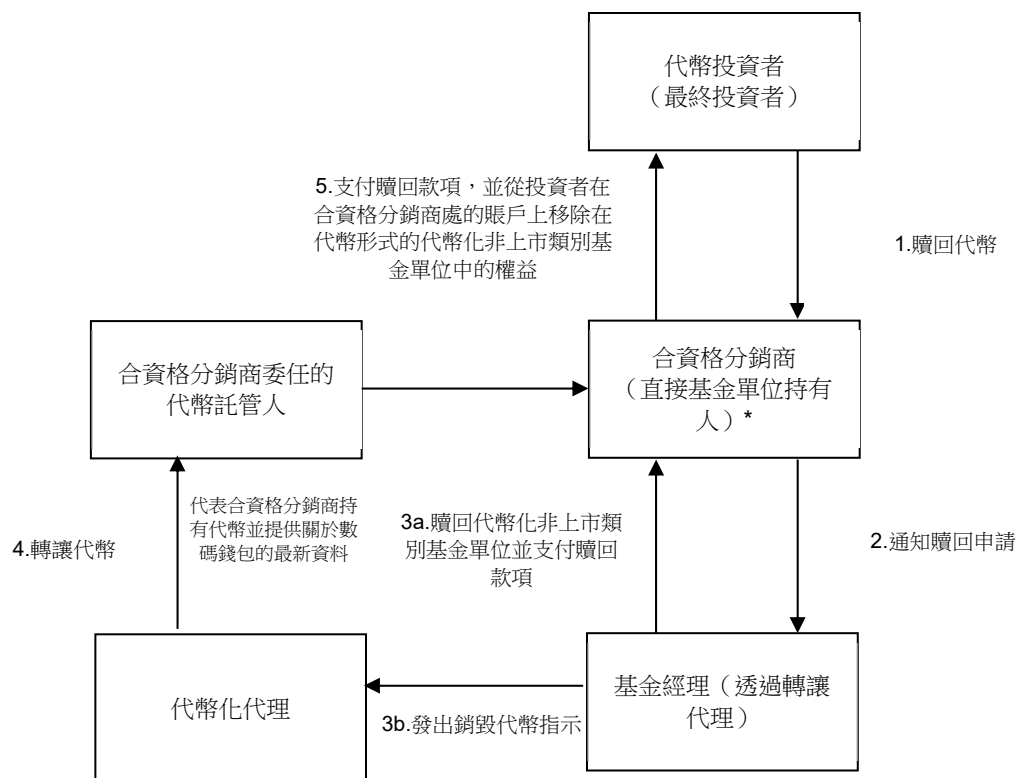 代幣投資者
（最終投資者）
5.支付贖回款項，並從投資者在
合資格分銷商處的賬戶上移除在
代幣形式的代幣化非上市類別基
金單位中的權益
1.贖回代幣
合資格分銷商委任的
代幣託管人
合資格分銷商
（直接基金單位持有
人）*
4.轉讓代幣
代表合資格分銷商持
有代幣並提供關於數
碼錢包的最新資料
3a.贖回代幣化非上市類
別基金單位並支付贖回
款項
2.通知贖回申請
代幣化代理
3b.發出銷毀代幣指示
基金經理（透過轉讓
代理）